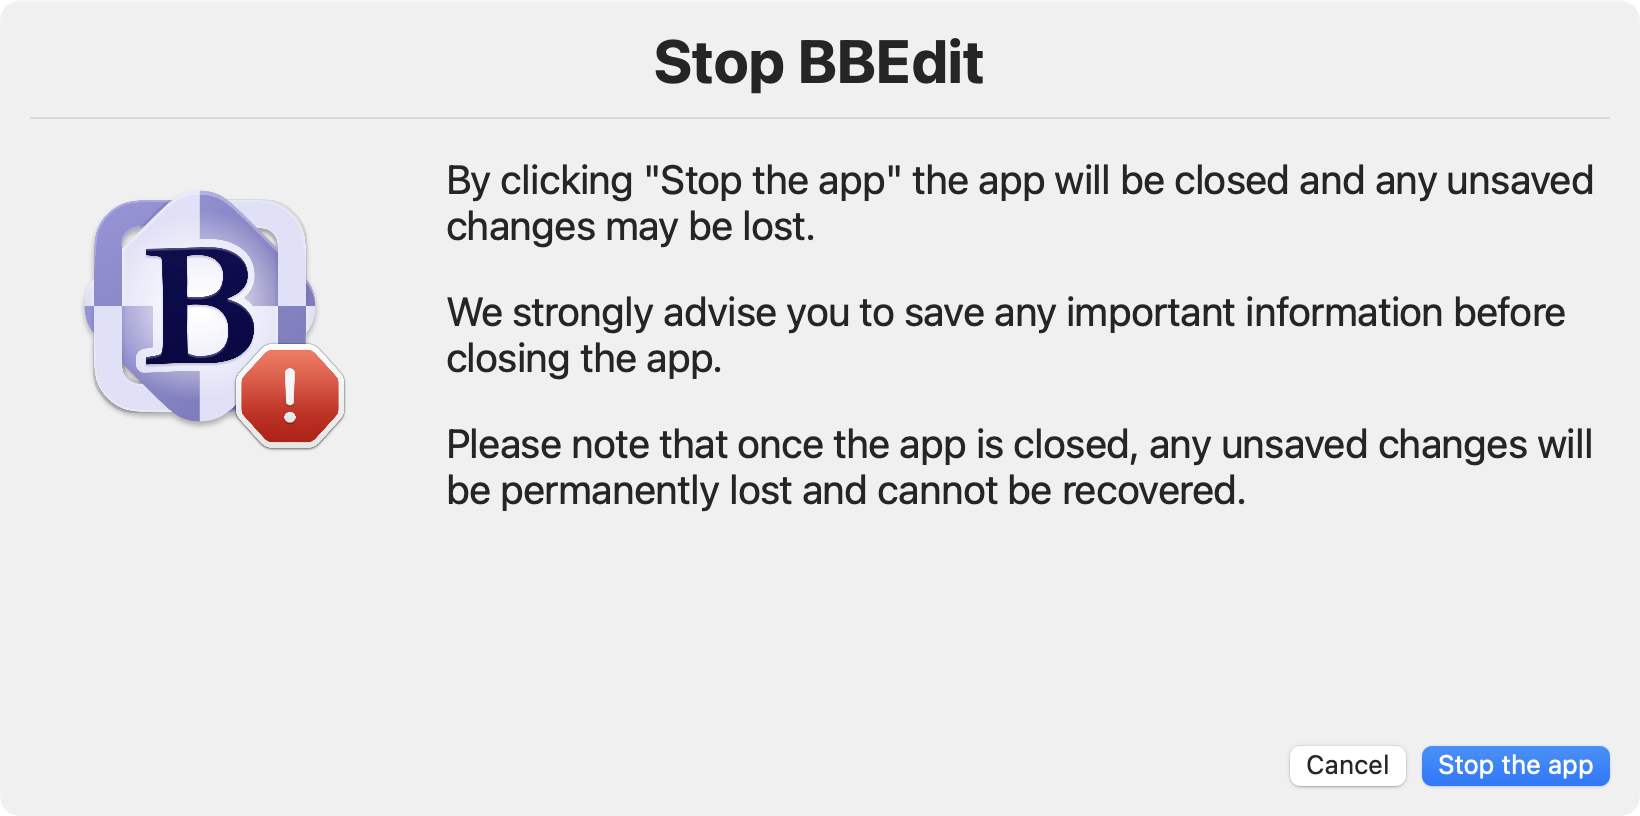 Stop BBEdit
By clicking "Stop the app" the app will be closed and any unsaved
changes may be lost.
We strongly advise you to save any important information before
closing the app.
Please note that once the app is closed, any unsaved changes will
be permanently lost and cannot be recovered.
B
!
Cancel
Stop the app